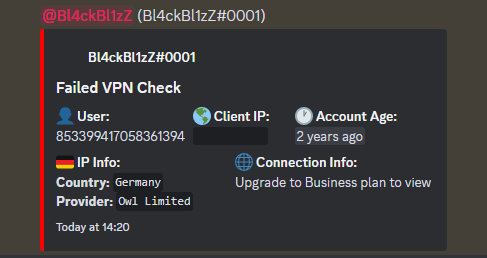 @Bl4ckBl1zZ (Bl4ckBl1zZ#0001)
Bl4ckBl1zZ#0001
Failed VPN Check
User: Client IP: Account Age:
853399417058361394 2 years ago
IP Info: Connection Info:
Country: Germany Upgrade to Business plan to view
Provider: Owl Limited
Today at 14:20